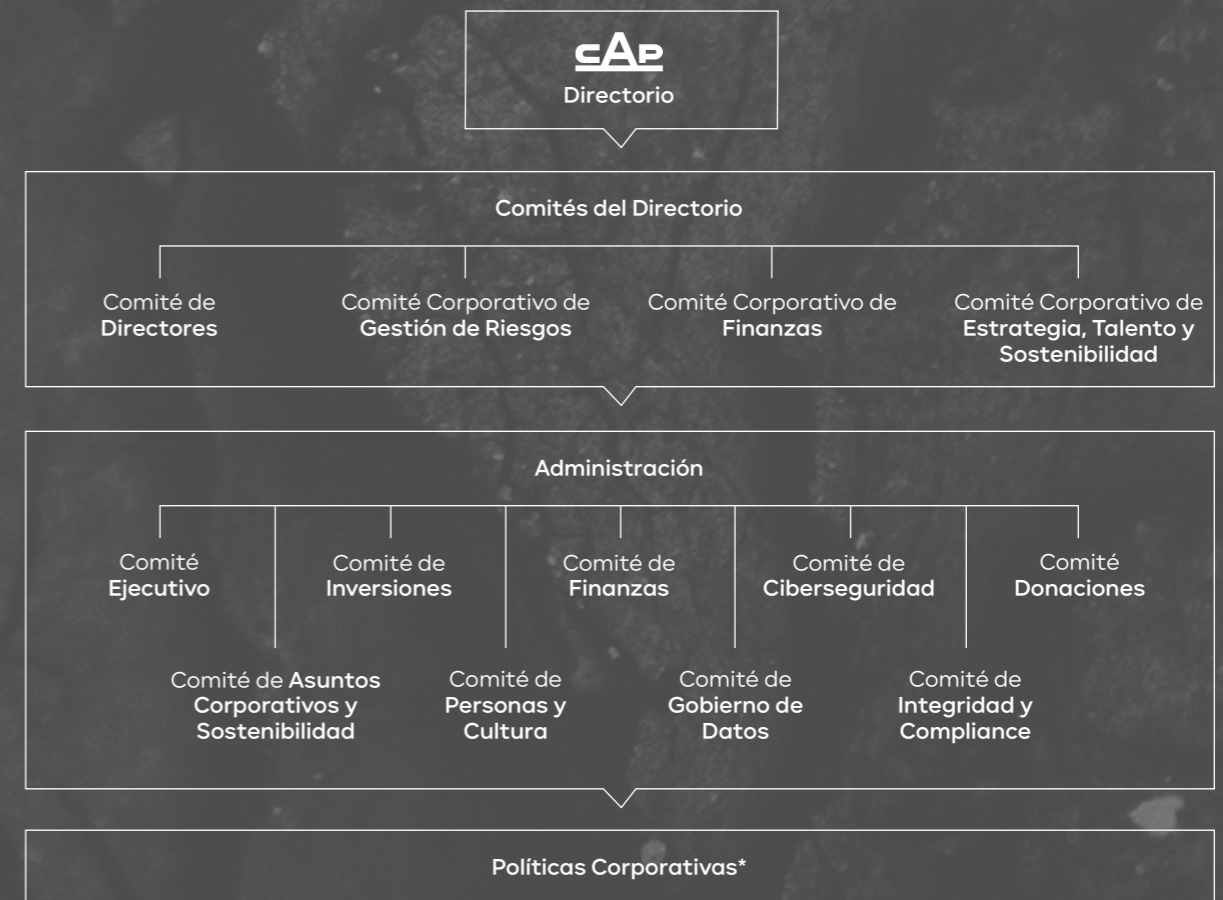 CAP
Directorio
Comités del Directorio
Comité de
Directores
Comité Corporativo de
Gestión de Riesgos
Comité Corporativo de
Finanzas
Comité Corporativo de
Estrategia, Talento y
Sostenibilidad
Administración
Comité
Ejecutivo
Comité de
Inversiones
Comité de
Finanzas
Comité de
Ciberseguridad
Comité
Donaciones
Comité de Asuntos
Corporativos y
Sostenibilidad
Comité de
Personas y
Cultura
Comité de
Gobierno de
Datos
Comité de
Integridad y
Compliance
Políticas Corporativas*